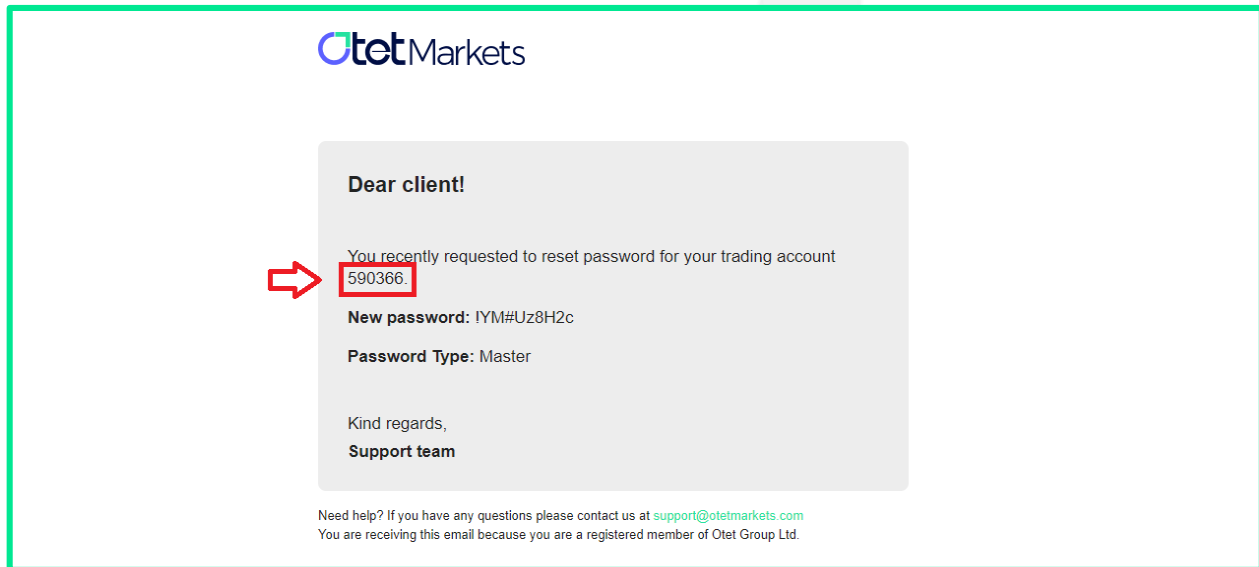 OtetMarkets
Dear client!
You recently requested to reset password for your trading account
590366.
New password: !YM#Uz8H2c
Password Type: Master
Kind regards,
Support team
Need help? If you have any questions please contact us at support@otetmarkets.com
You are receiving this email because you are a registered member of Otet Group Ltd.